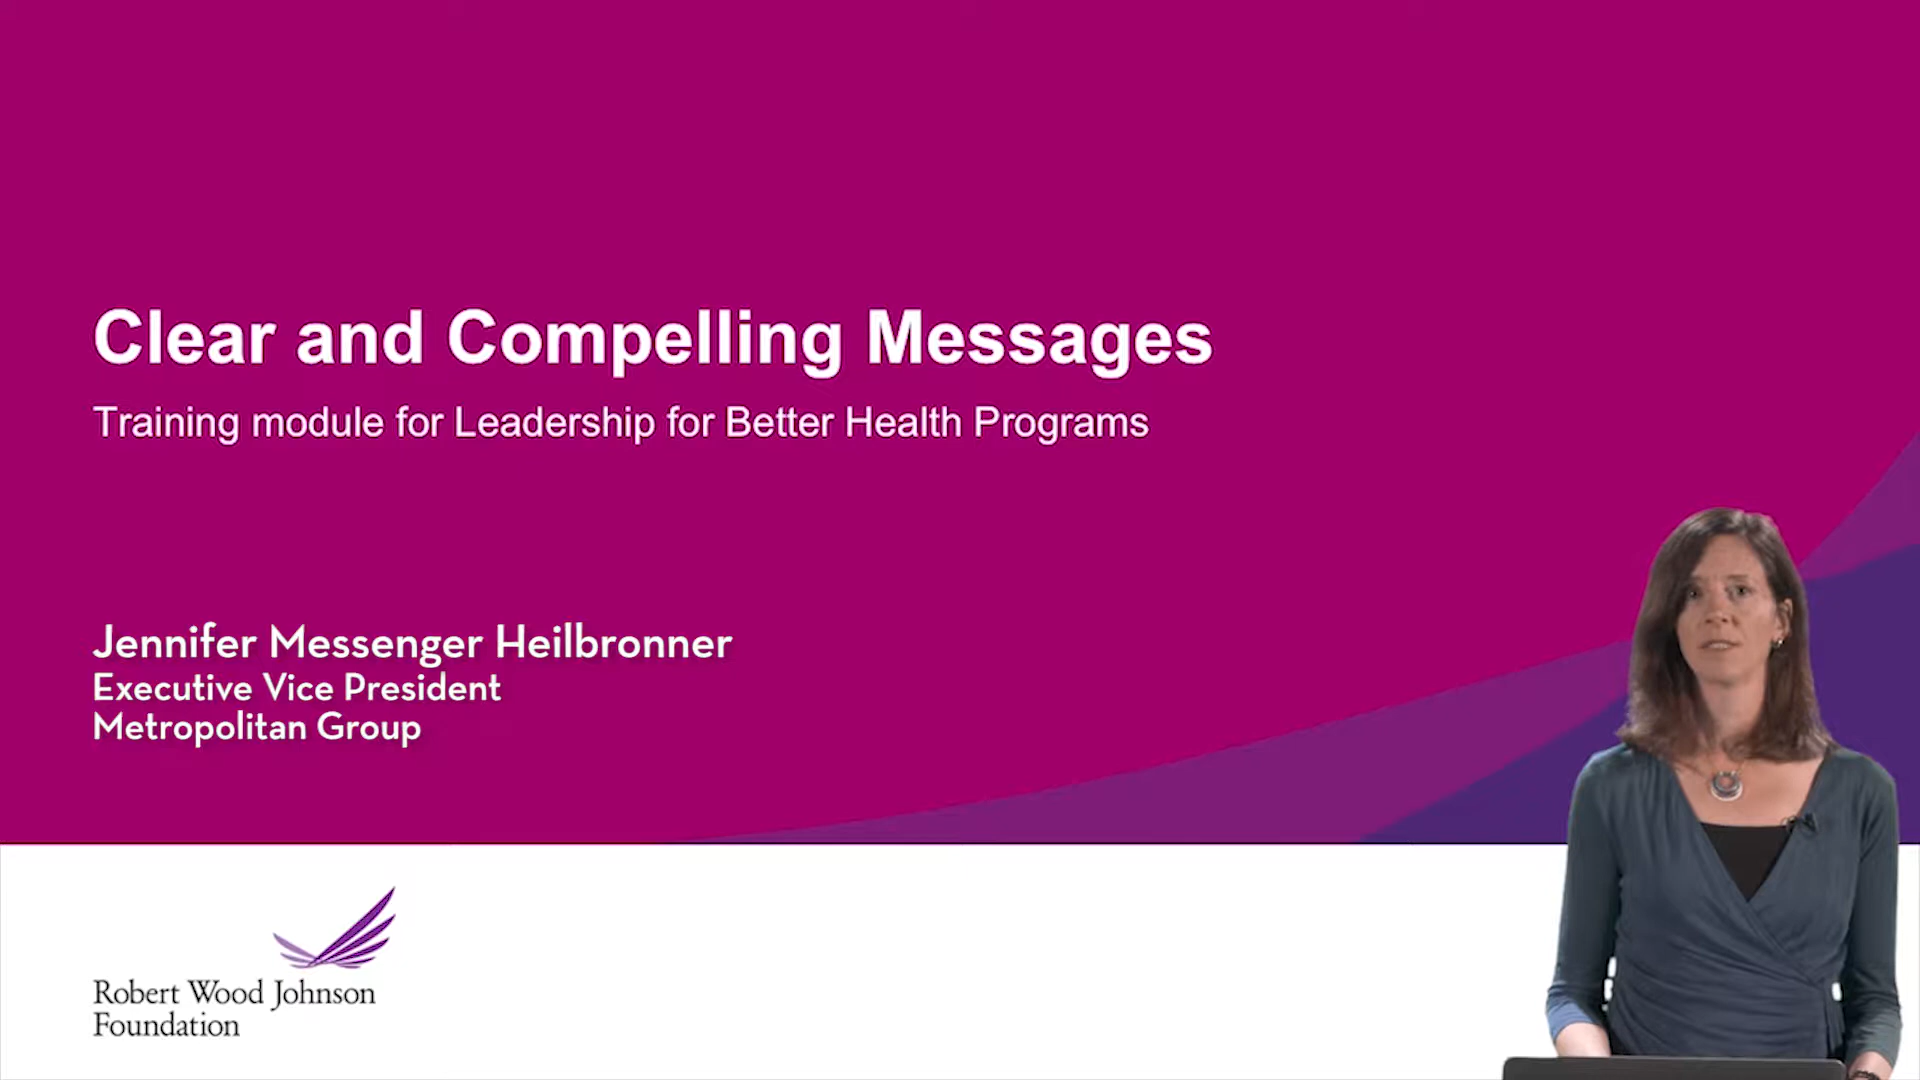 Clear and Compelling Messages
Training module for Leadership for Better Health Programs
Jennifer Messenger Heilbronner
Executive Vice President
Metropolitan Group
Robert Wood Johnson
Foundation